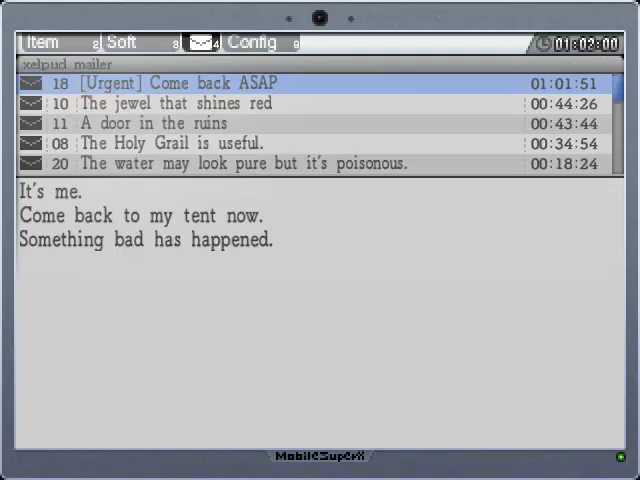 Item 2 Soft 3 4 Config 8 01:02:00
xelpud mailer
18 [Urgent] Come back ASAP 01:01:51
10 The jewel that shines red 00:44:26
11 A door in the ruins 00:43:44
08 The Holy Grail is useful. 00:34:54
20 The water may look pure but it's poisonous. 00:18:24
It's me.
Come back to my tent now.
Something bad has happened.
MobileSuperX